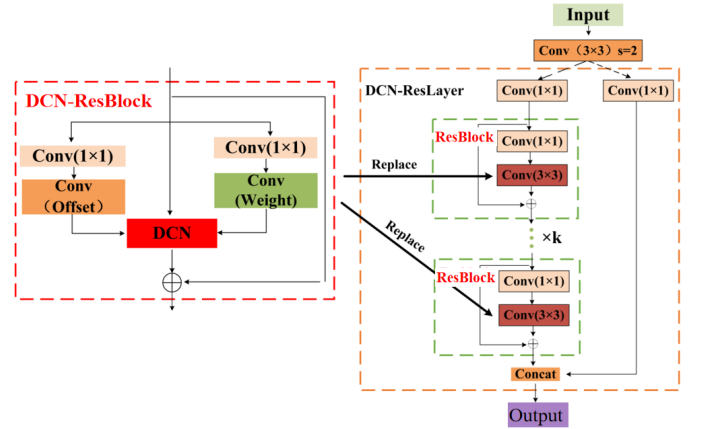 Input
Conv（3×3）s=2
DCN-ResBlock
Conv(1×1)
Conv(1×1)
Conv
（Offset）
Conv
(Weight)
DCN
Replace
Replace
DCN-ResLayer
Conv(1×1)
Conv(1×1)
ResBlock
Conv(1×1)
Conv(3×3)
×k
ResBlock
Conv(1×1)
Conv(3×3)
Concat
Output